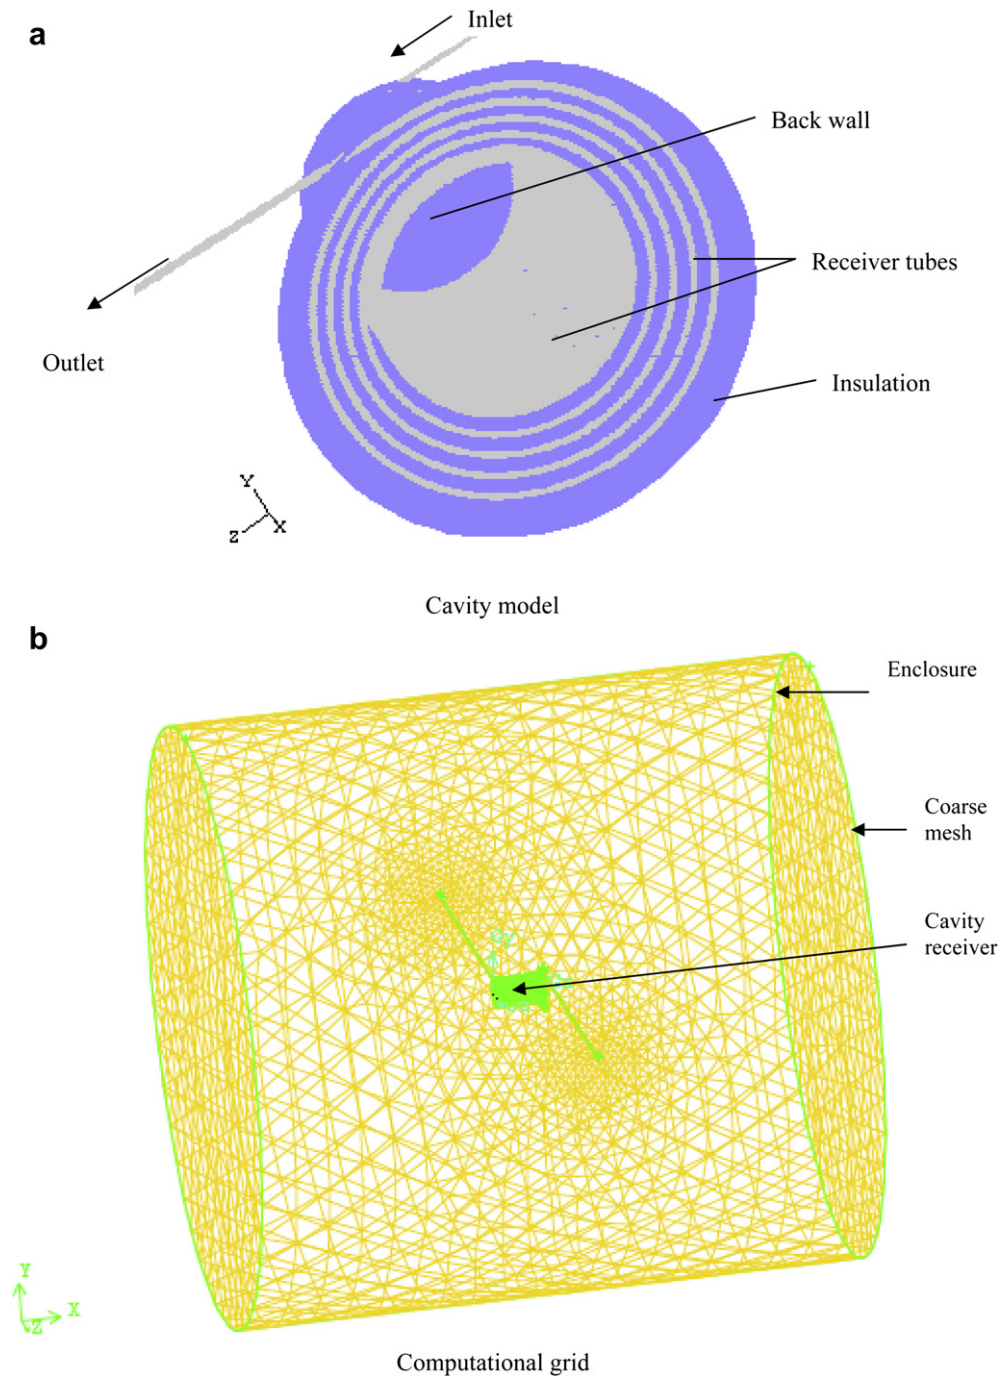 a
Inlet
Back wall
Receiver tubes
Insulation
Outlet
Y
Z
X
Cavity model
b
Enclosure
Coarse
mesh
Cavity
receiver
Y
X
Z
Computational grid